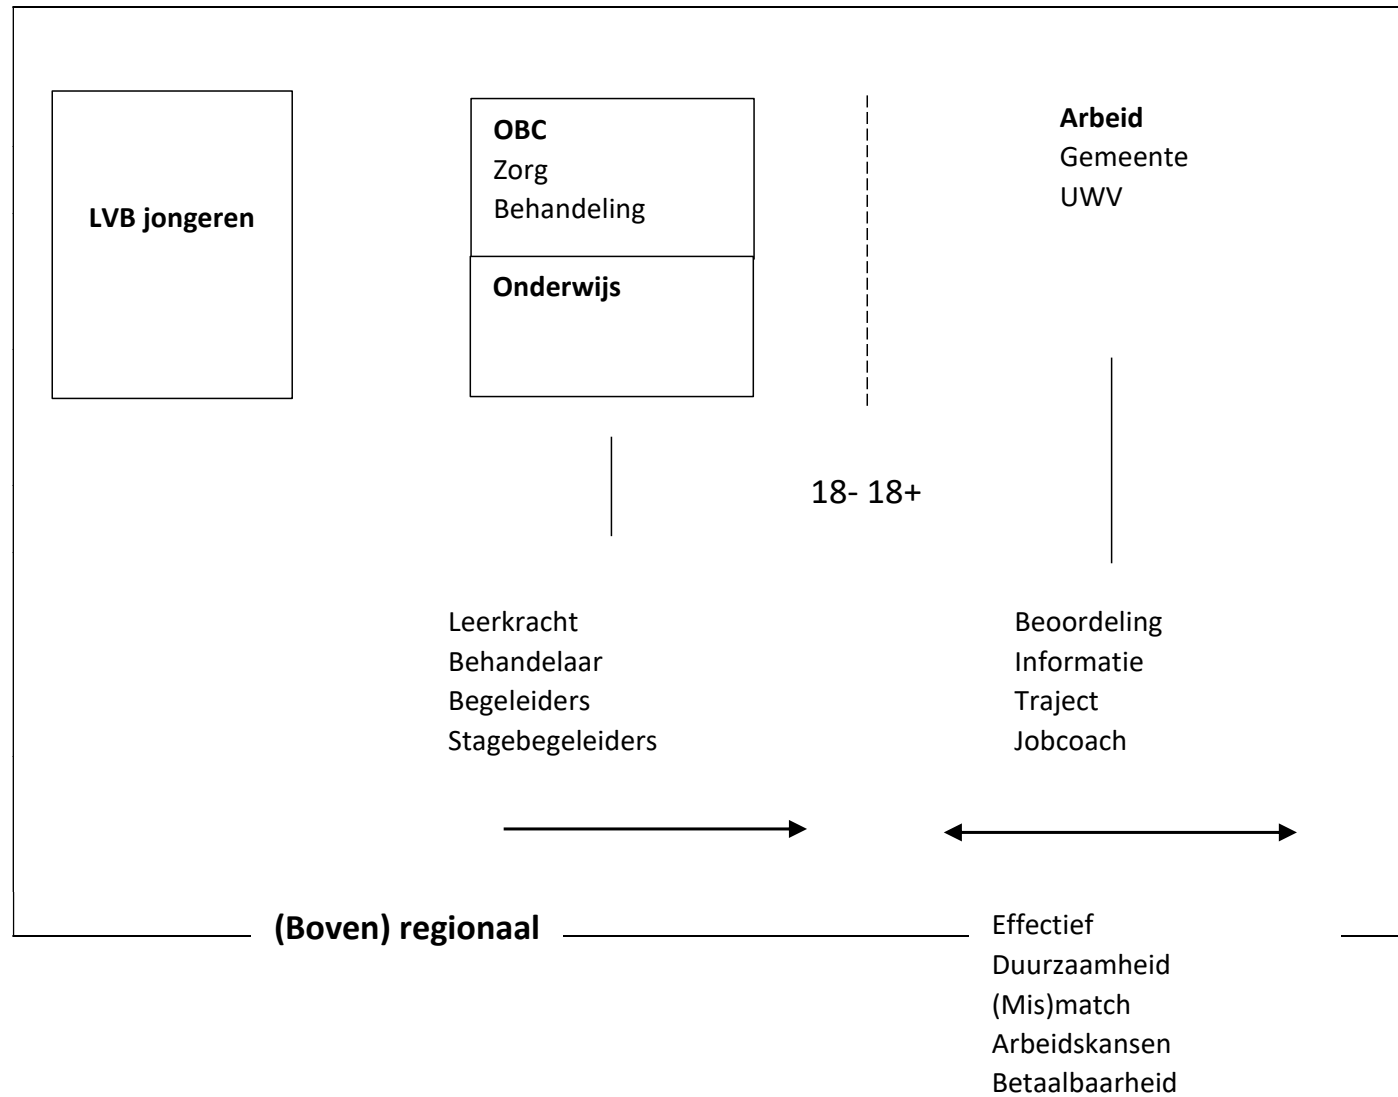 LVB jongeren
OBC
Zorg
Behandeling
Onderwijs
Arbeid
Gemeente
UWV
18- 18+
Leerkracht
Behandelaar
Begeleiders
Stagebegeleiders
Beoordeling
Informatie
Traject
Jobcoach
(Boven) regionaal
Effectief
Duurzaamheid
(Mis)match
Arbeidskansen
Betaalbaarheid